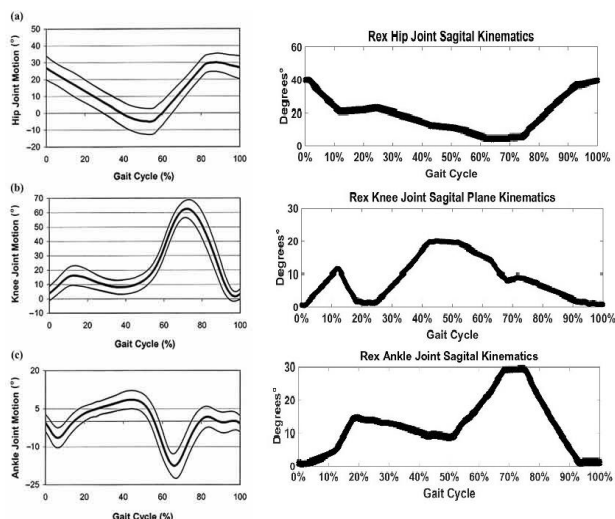 (a)
50
40
30
20
10
0
−10
−20
0 20 40 60 80 100
Hip Joint Motion (°)
Gait Cycle (%)
Rex Hip Joint Sagital Kinematics
60
40
20
0
Degrees°
0% 10% 20% 30% 40% 50% 60% 70% 80% 90% 100%
Gait Cycle
(b)
70
60
50
40
30
20
10
0
−10
0 20 40 60 80 100
Knee Joint Motion (°)
Gait Cycle (%)
Rex Knee Joint Sagital Plane Kinematics
30
20
10
0
Degrees°
0% 10% 20% 30% 40% 50% 60% 70% 80% 90% 100%
Gait Cycle
(c)
20
5
−10
−25
0 20 40 60 80 100
Ankle Joint Motion (°)
Gait Cycle (%)
Rex Ankle Joint Sagital Kinematics
30
20
10
0
Degrees°
0% 10% 20% 30% 40% 50% 60% 70% 80% 90% 100%
Gait Cycle